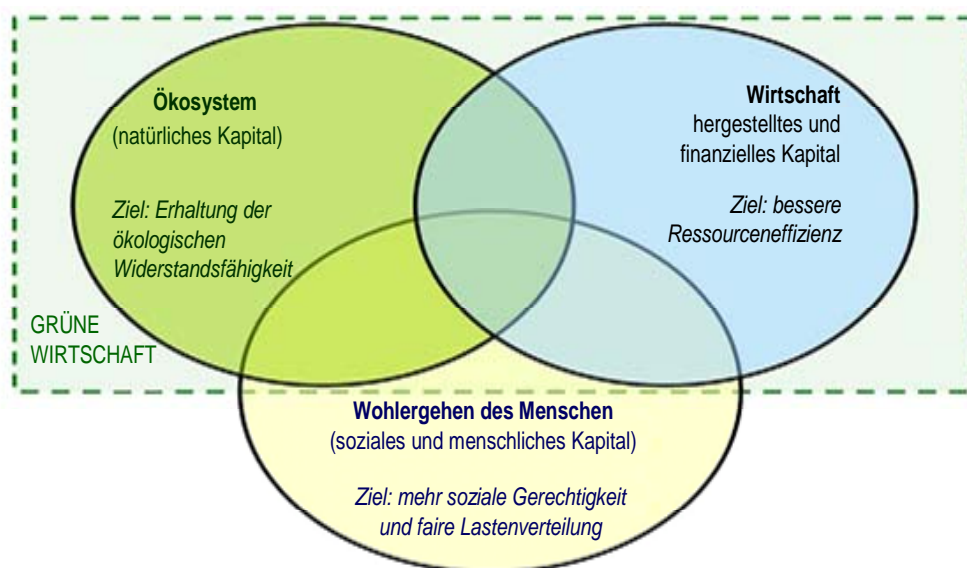 Ökosystem
(natürliches Kapital)
Ziel: Erhaltung der
ökologischen
Widerstandsfähigkeit
Wirtschaft
hergestelltes und
finanzielles Kapital
Ziel: bessere
Ressourceneffizienz
GRÜNE
WIRTSCHAFT
Wohlergehen des Menschen
(soziales und menschliches Kapital)
Ziel: mehr soziale Gerechtigkeit
und faire Lastenverteilung